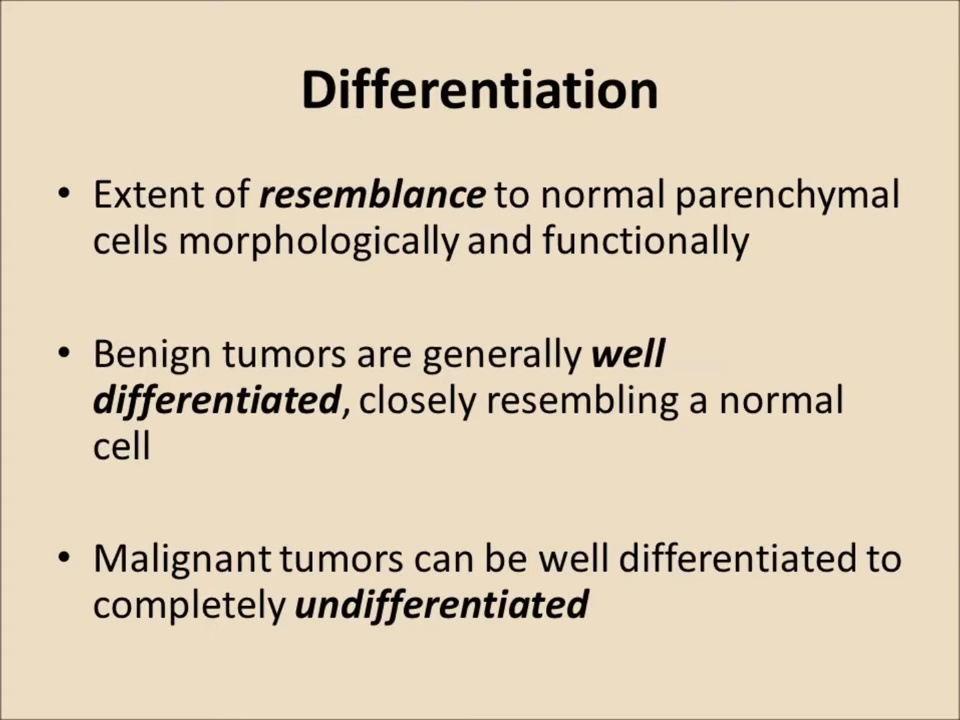 Differentiation
• Extent of resemblance to normal parenchymal
cells morphologically and functionally
• Benign tumors are generally well
differentiated, closely resembling a normal
cell
• Malignant tumors can be well differentiated to
completely undifferentiated